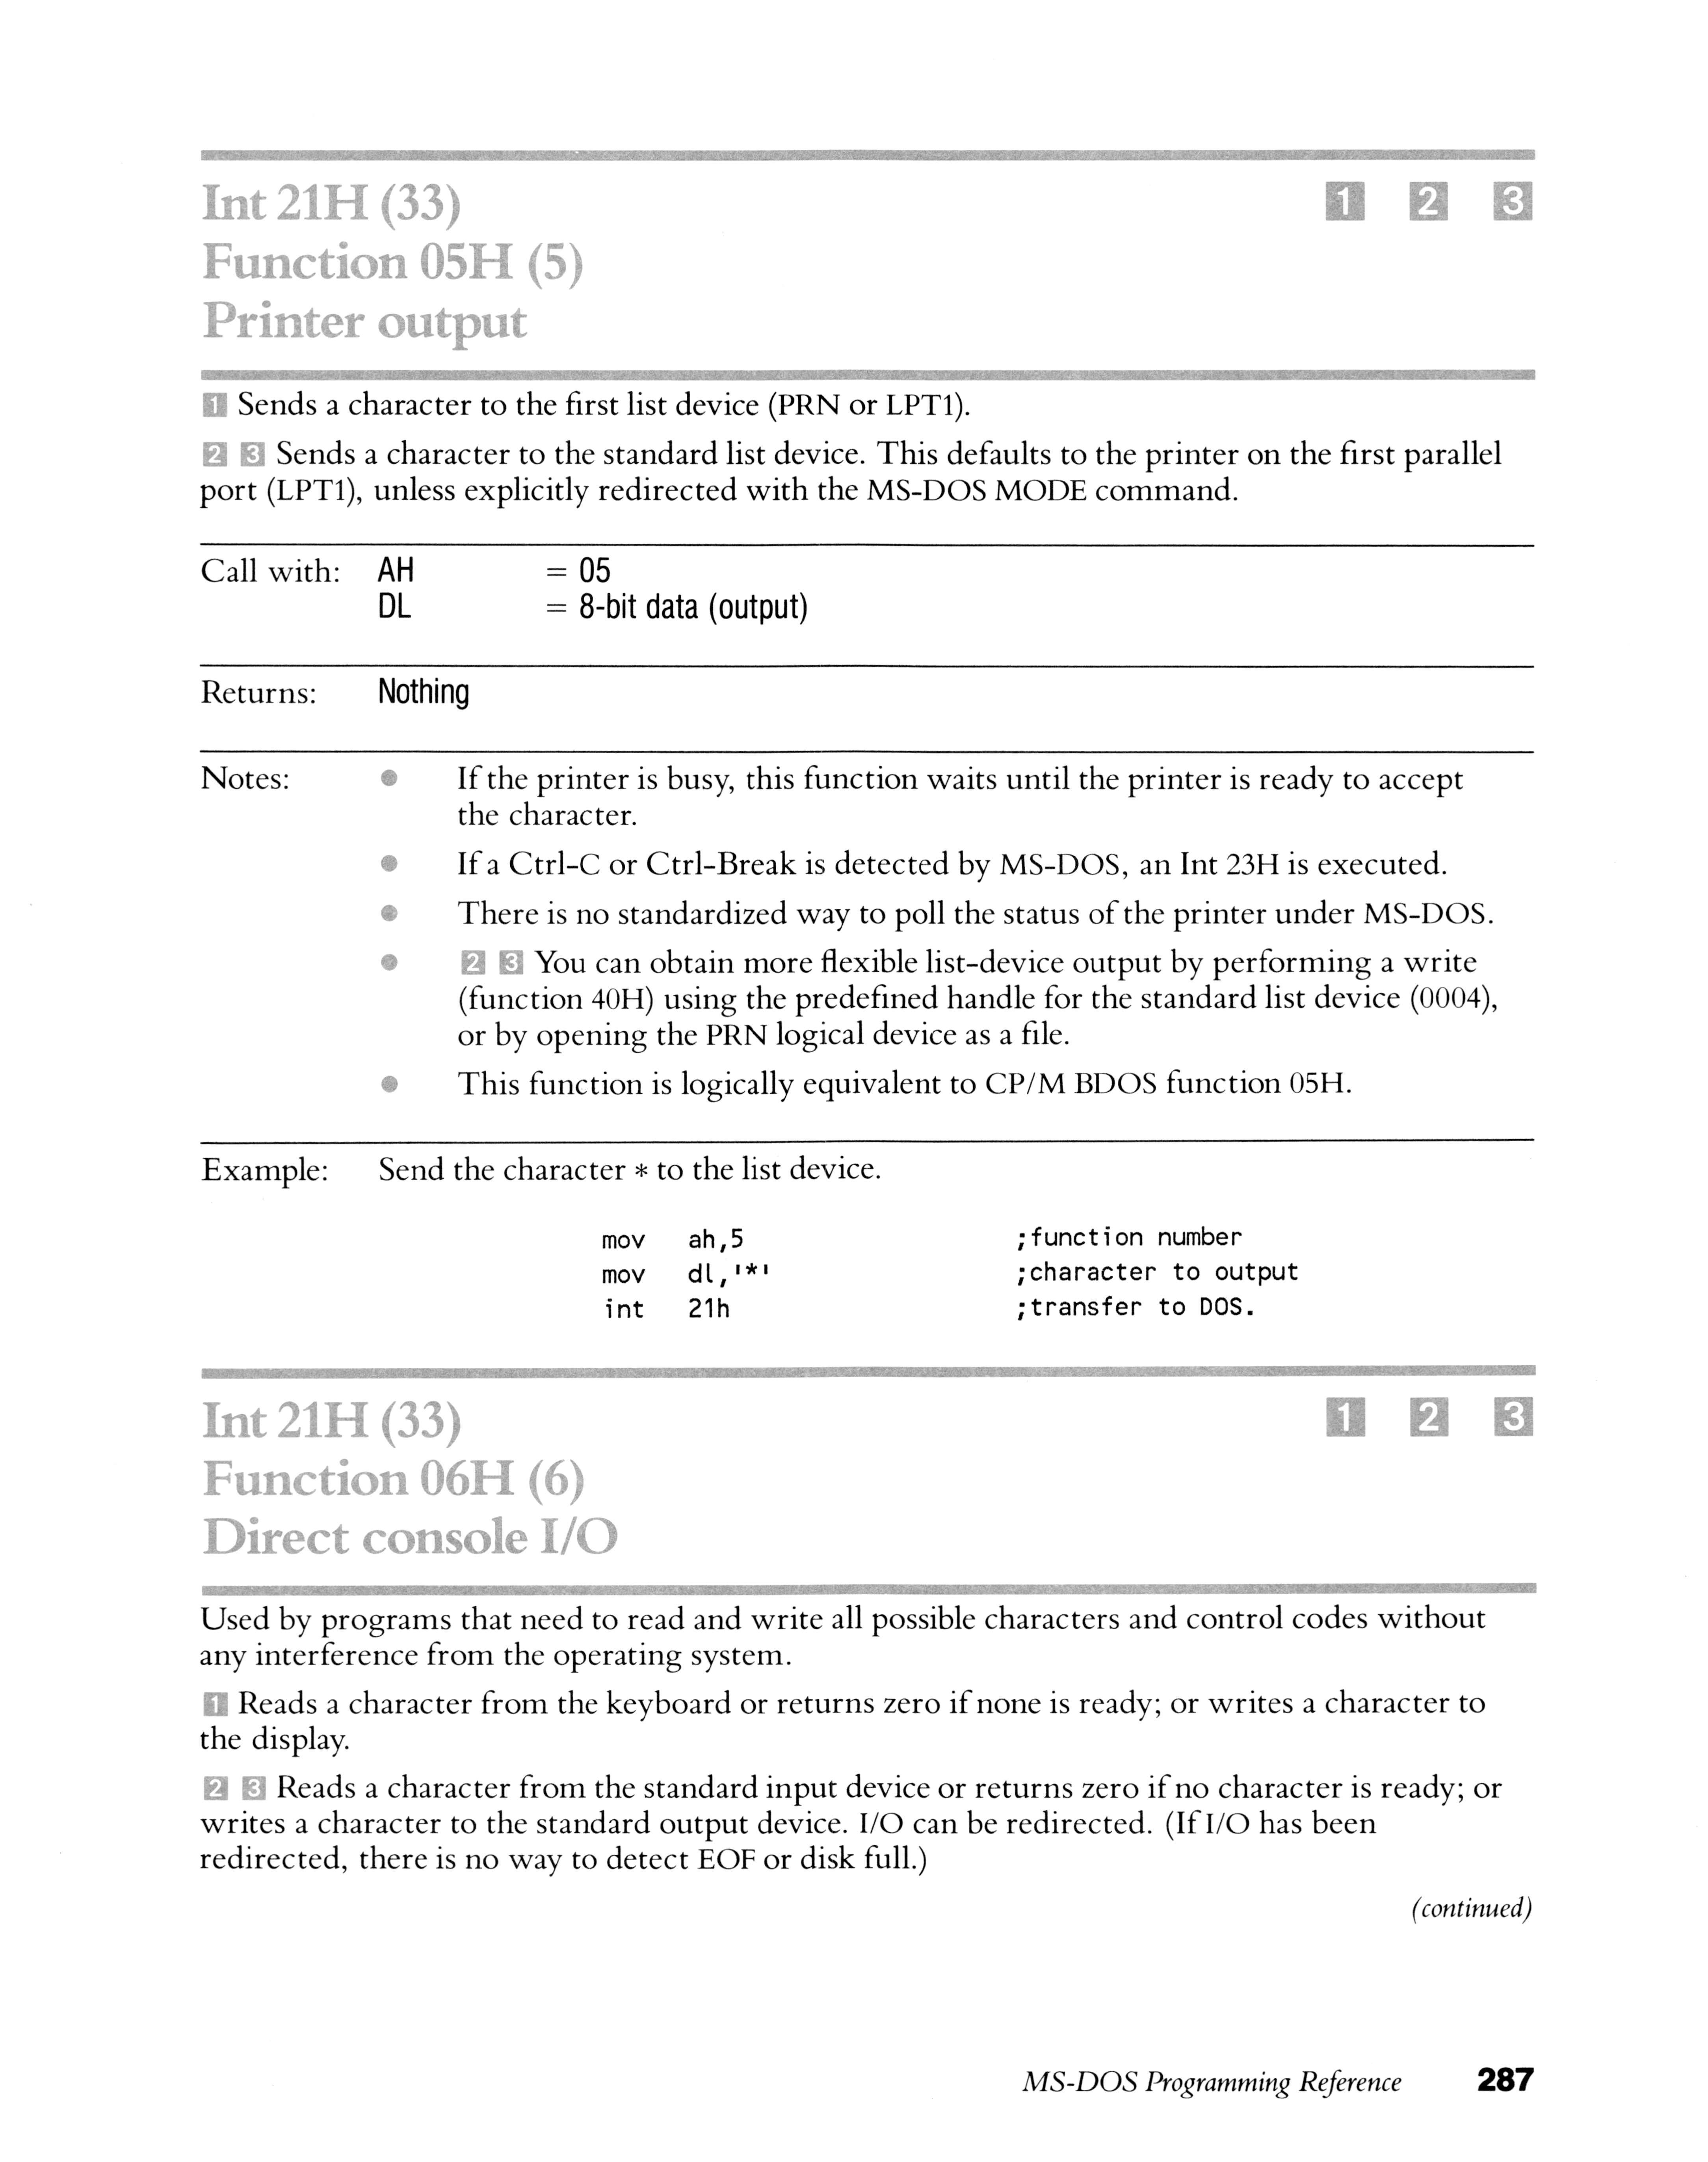 Int 21H (33) 1 2 3
Function 05H (5)
Printer output
1 Sends a character to the first list device (PRN or LPT1).
2 3 Sends a character to the standard list device. This defaults to the printer on the first parallel
port (LPT1), unless explicitly redirected with the MS-DOS MODE command.
Call with: AH = 05
DL = 8-bit data (output)
Returns: Nothing
Notes: ● If the printer is busy, this function waits until the printer is ready to accept
the character.
● If a Ctrl-C or Ctrl-Break is detected by MS-DOS, an Int 23H is executed.
● There is no standardized way to poll the status of the printer under MS-DOS.
● 2 3 You can obtain more flexible list-device output by performing a write
(function 40H) using the predefined handle for the standard list device (0004),
or by opening the PRN logical device as a file.
● This function is logically equivalent to CP/M BDOS function 05H.
Example: Send the character * to the list device.
mov ah,5 ;function number
mov dl,'*' ;character to output
int 21h ;transfer to DOS.
Int 21H (33) 1 2 3
Function 06H (6)
Direct console I/O
Used by programs that need to read and write all possible characters and control codes without
any interference from the operating system.
1 Reads a character from the keyboard or returns zero if none is ready; or writes a character to
the display.
2 3 Reads a character from the standard input device or returns zero if no character is ready; or
writes a character to the standard output device. I/O can be redirected. (If I/O has been
redirected, there is no way to detect EOF or disk full.)
(continued)
MS-DOS Programming Reference 287